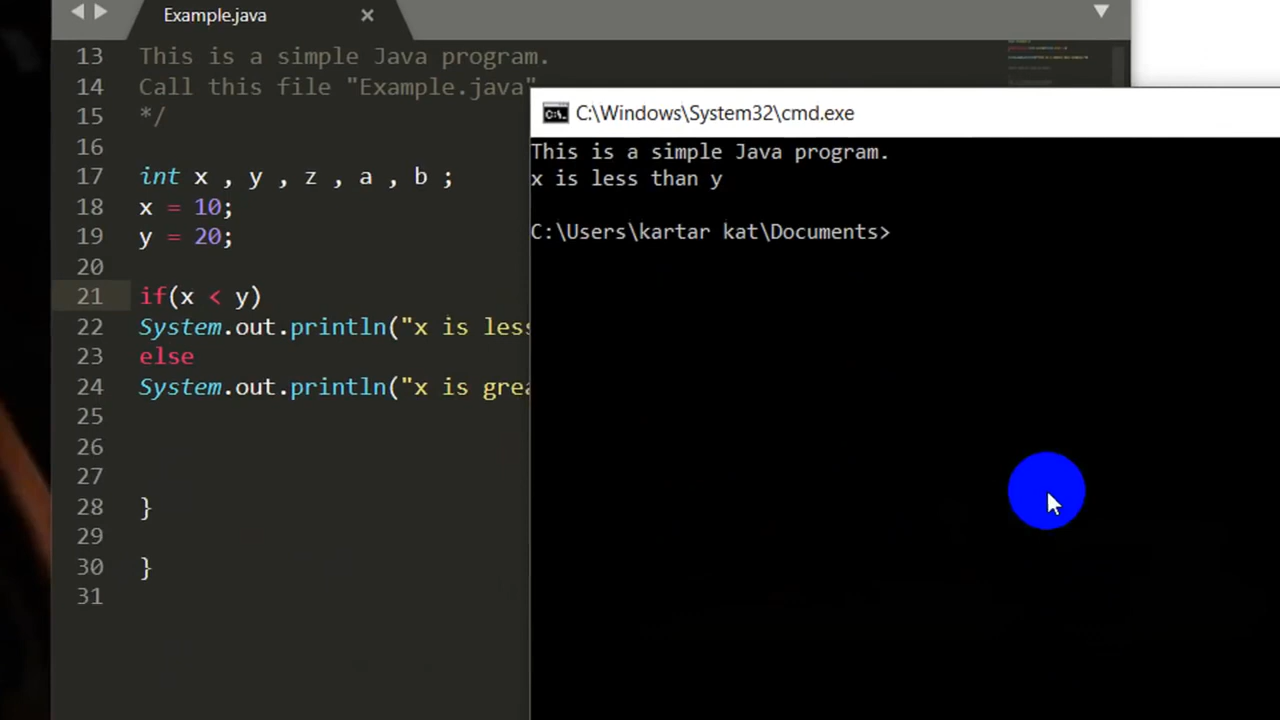 Example.java
13 This is a simple Java program.
14 Call this file "Example.java"
15 */
16
17 int x , y , z , a , b ;
18 x = 10;
19 y = 20;
20
21 if(x < y)
22 System.out.println("x is less
23 else
24 System.out.println("x is grea
25
26
27
28 }
29
30 }
31
C:\Windows\System32\cmd.exe
This is a simple Java program.
x is less than y
C:\Users\kartar kat\Documents>